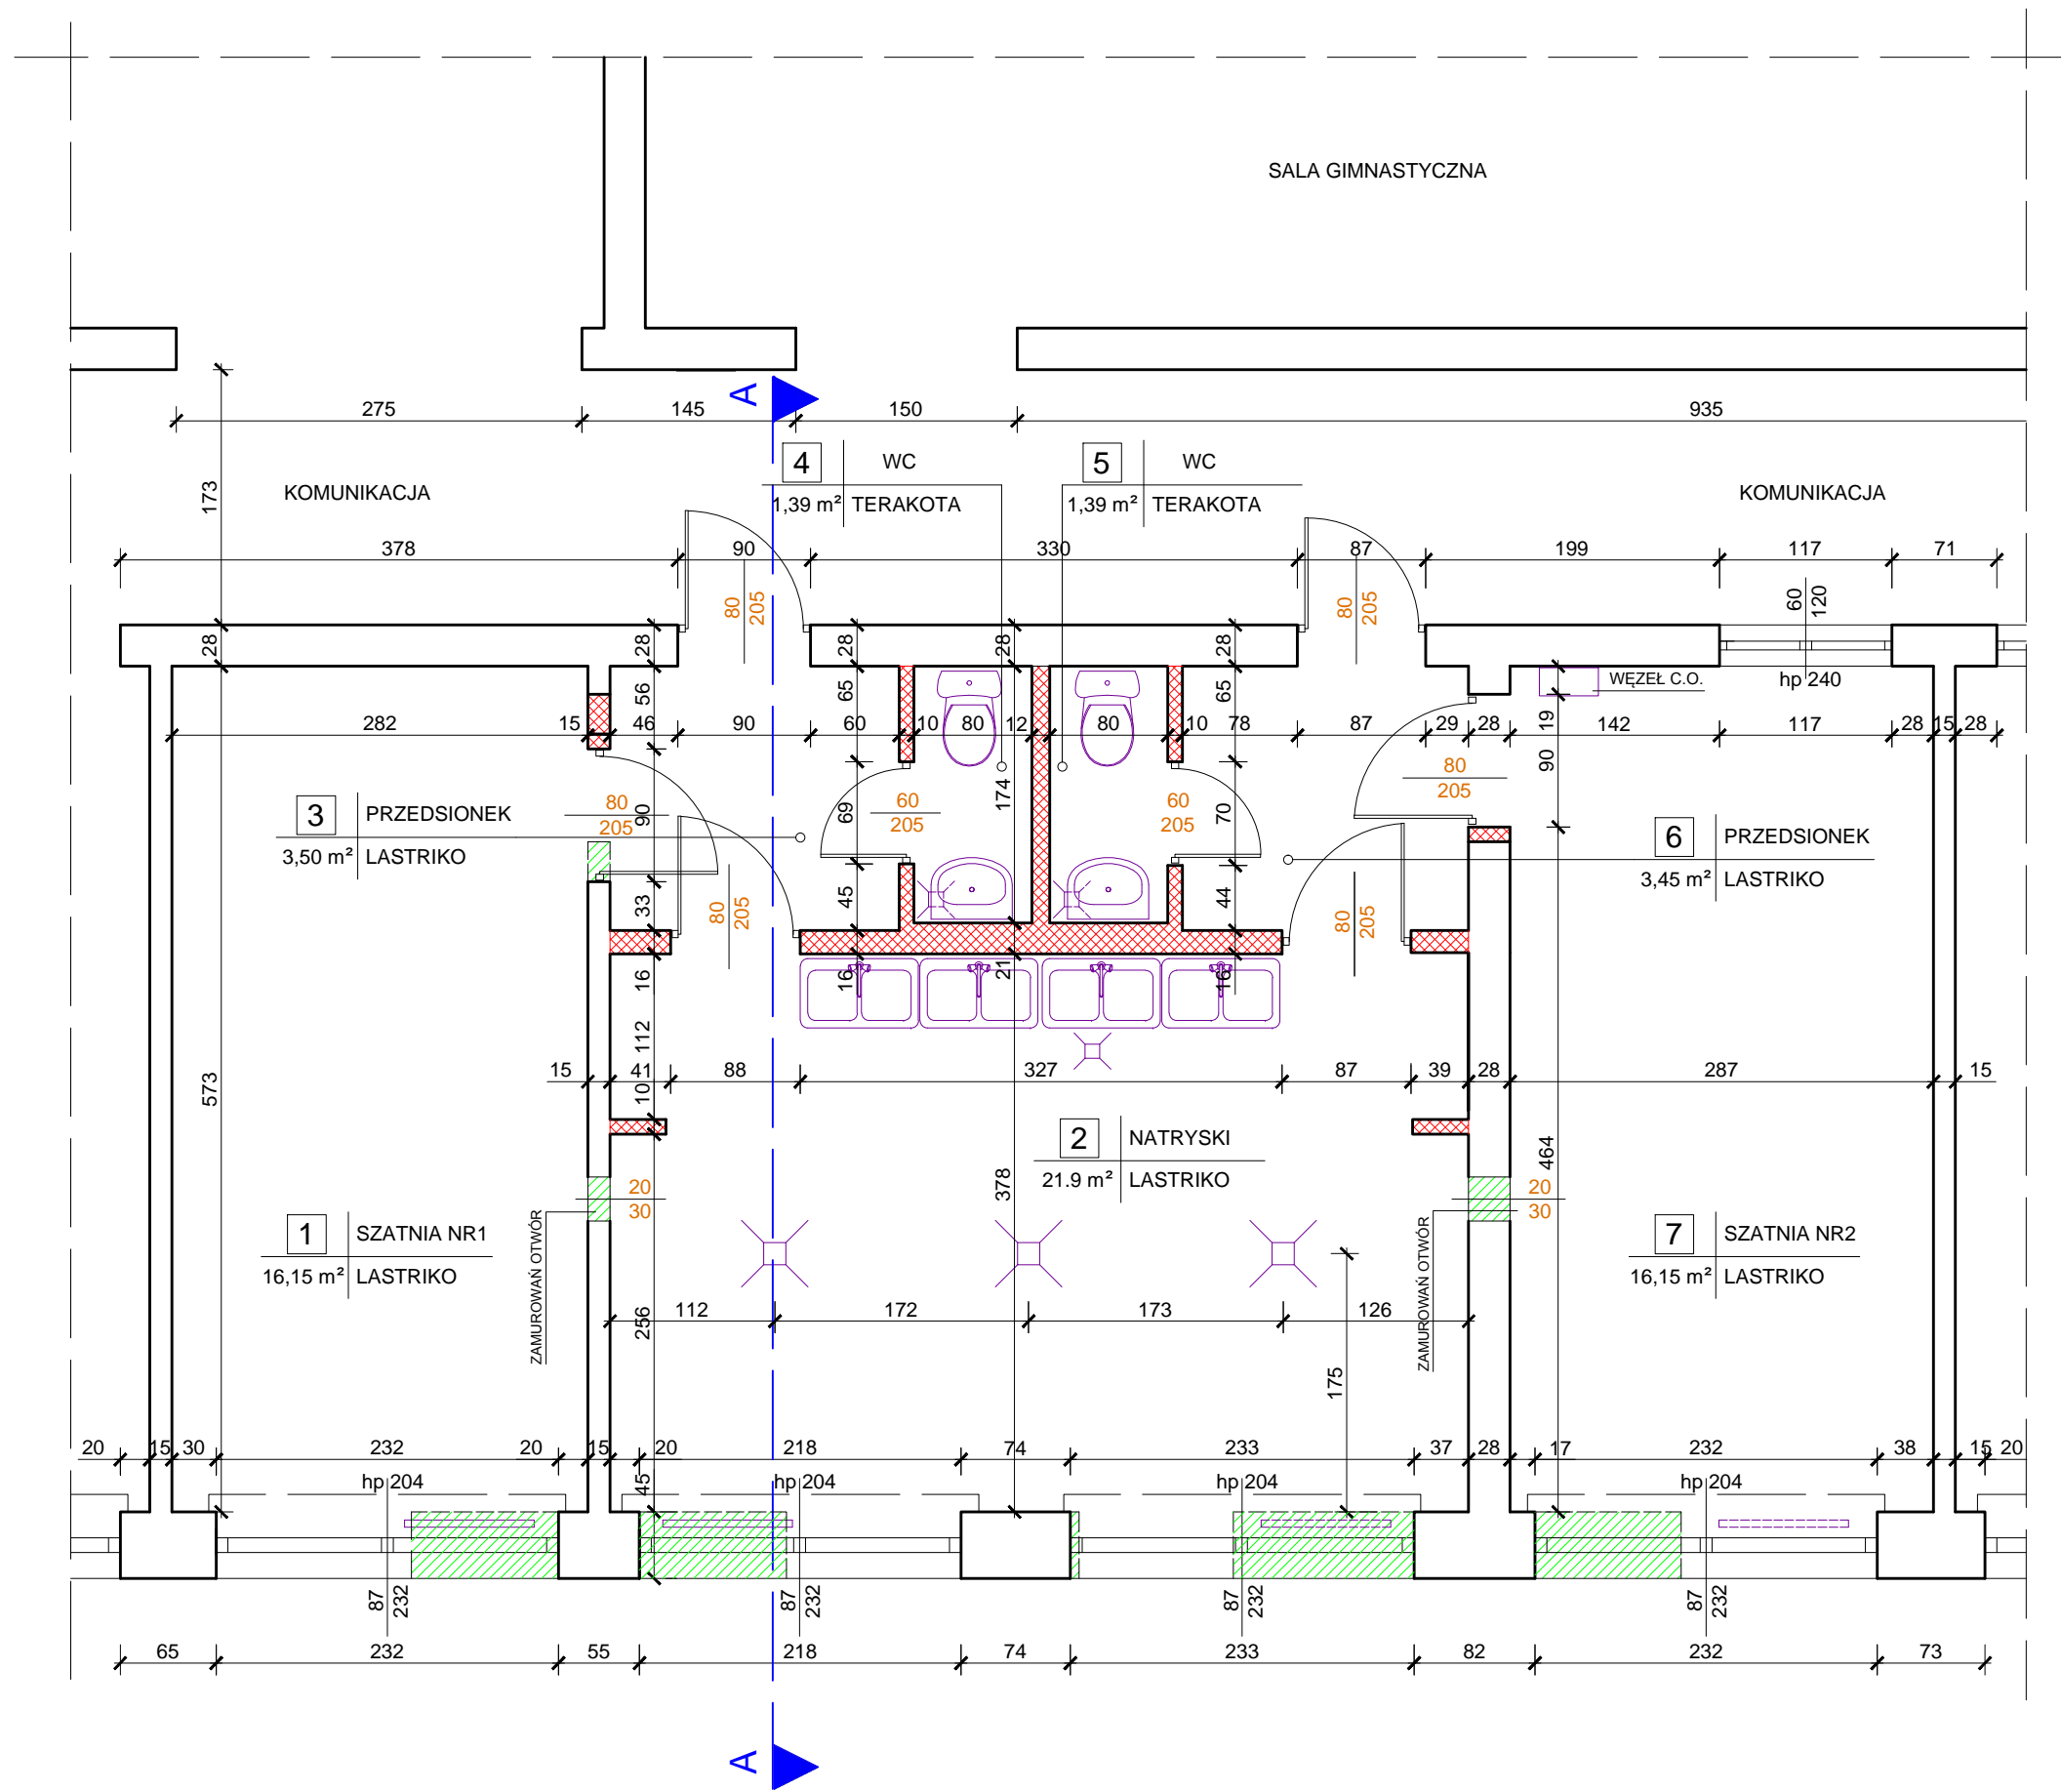 SALA GIMNASTYCZNA
A
275 145 150 935
4 WC
1,39 m² TERAKOTA
5 WC
1,39 m² TERAKOTA
173
KOMUNIKACJA
KOMUNIKACJA
378 90 330 87 199 117 71
80
205
80
205
60
120
28 28 28 28 28
WĘZEŁ C.O.
hp 240
56 65 65 19
282 15 46 90 60 10 80 12 80 10 78 87 29 28 142 117 28 15 28
90 69 174 70 90
80
205
60
205
60
205
80
205
3 PRZEDSIONEK
3,50 m² LASTRIKO
6 PRZEDSIONEK
3,45 m² LASTRIKO
80
205
80
205
33 45 44
16 16 21 16
112
15 41 88 327 87 39 28 287 15
10
573
2 NATRYSKI
21.9 m² LASTRIKO
378
464
20
30
20
30
ZAMUROWAŃ OTWÓR
ZAMUROWAŃ OTWÓR
1 SZATNIA NR1
16,15 m² LASTRIKO
7 SZATNIA NR2
16,15 m² LASTRIKO
256
112 172 173 126
175
20 15 30 232 20 15 20 218 74 233 37 28 17 232 38 15 20
hp 204 hp 204 hp 204 hp 204
45
87
232
87
232
87
232
87
232
65 232 55 218 74 233 82 232 73
A